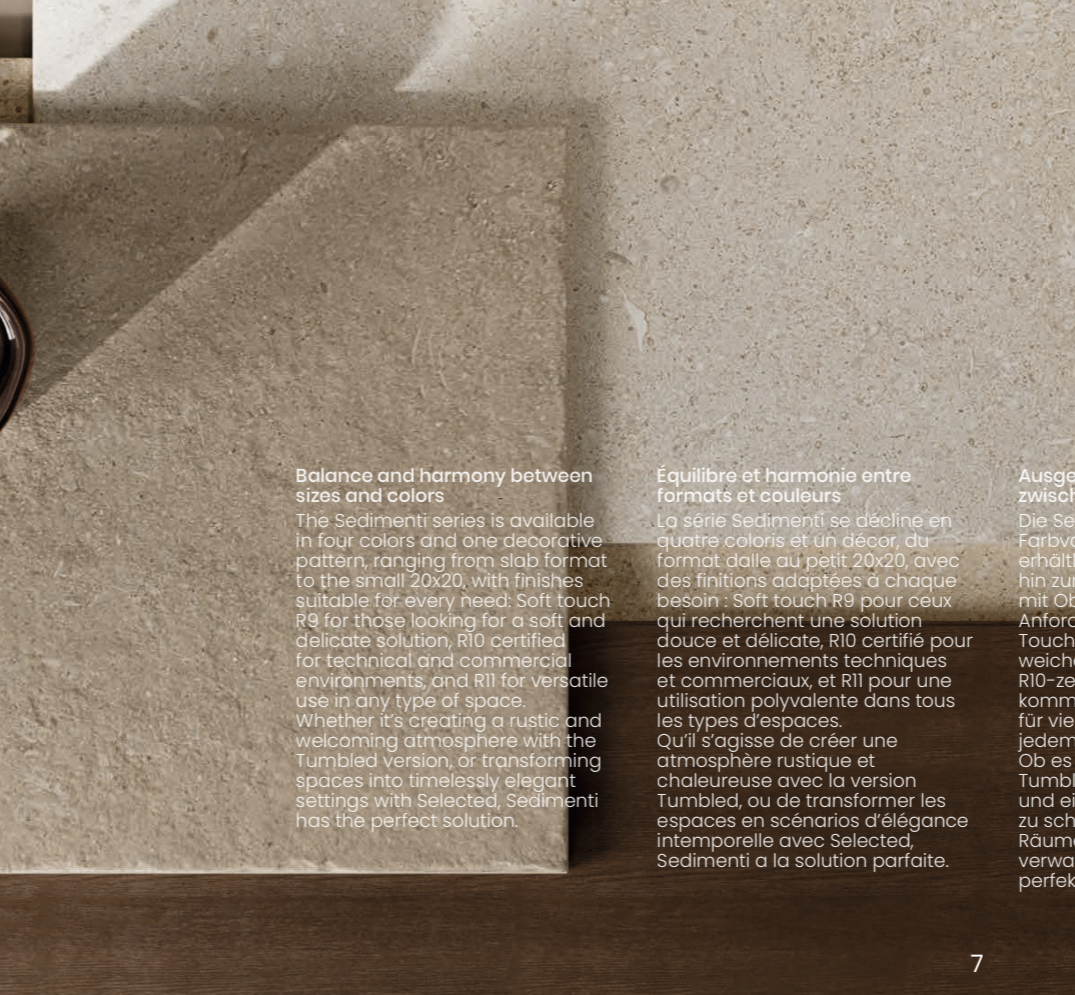 Balance and harmony between
sizes and colors
The Sedimenti series is available
in four colors and one decorative
pattern, ranging from slab format
to the small 20x20, with finishes
suitable for every need: Soft touch
R9 for those looking for a soft and
delicate solution, R10 certified
for technical and commercial
environments, and R11 for versatile
use in any type of space.
Whether it's creating a rustic and
welcoming atmosphere with the
Tumbled version, or transforming
spaces into timelessly elegant
settings with Selected, Sedimenti
has the perfect solution.
Équilibre et harmonie entre
formats et couleurs
La série Sedimenti se décline en
quatre coloris et un décor, du
format dalle au petit 20x20, avec
des finitions adaptées à chaque
besoin : Soft touch R9 pour ceux
qui recherchent une solution
douce et délicate, R10 certifié pour
les environnements techniques
et commerciaux, et R11 pour une
utilisation polyvalente dans tous
les types d'espaces.
Qu'il s'agisse de créer une
atmosphère rustique et
chaleureuse avec la version
Tumbled, ou de transformer les
espaces en scénarios d'élégance
intemporelle avec Selected,
Sedimenti a la solution parfaite.
Ausge
zwisch
Die Se
Farbva
erhältl
hin zur
mit Ob
Anford
Touch
weiche
R10-ze
komm
für vie
jedem
Ob es
Tumbl
und ei
zu sch
Räume
verwa
perfek
7